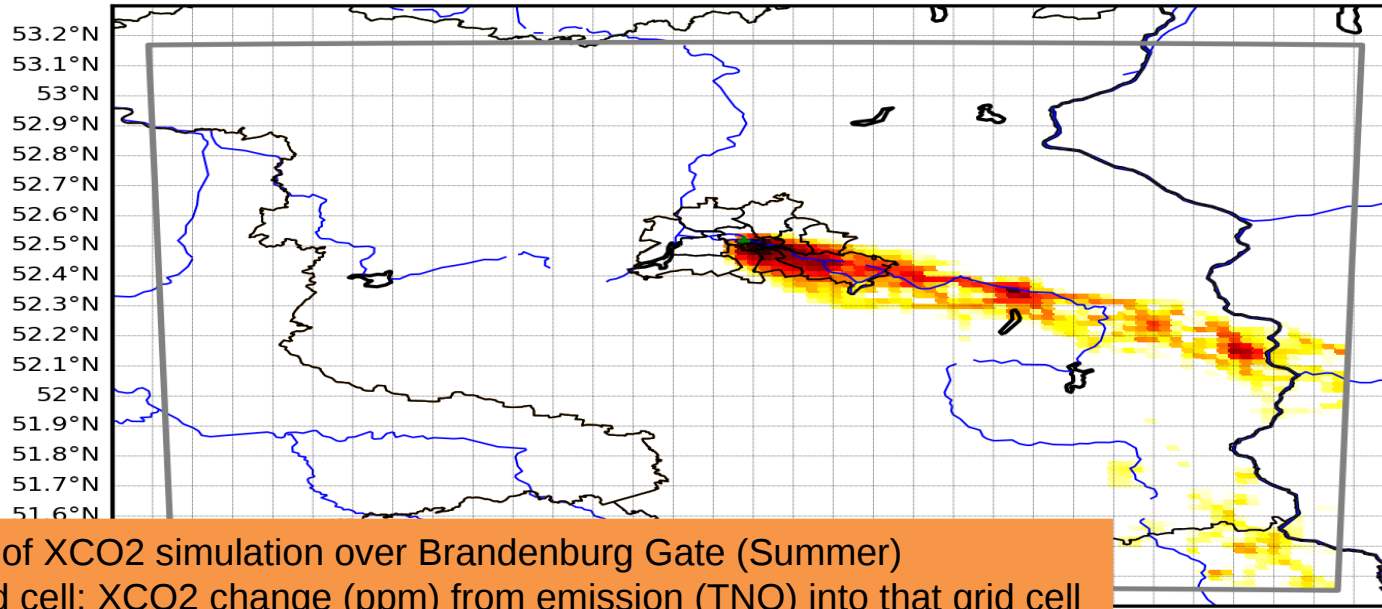 53.2°N
53.1°N
53°N
52.9°N
52.8°N
52.7°N
52.6°N
52.5°N
52.4°N
52.3°N
52.2°N
52.1°N
52°N
51.9°N
51.8°N
51.7°N
51.6°N
of XCO2 simulation over Brandenburg Gate (Summer)
d cell: XCO2 change (ppm) from emission (TNO) into that grid cell